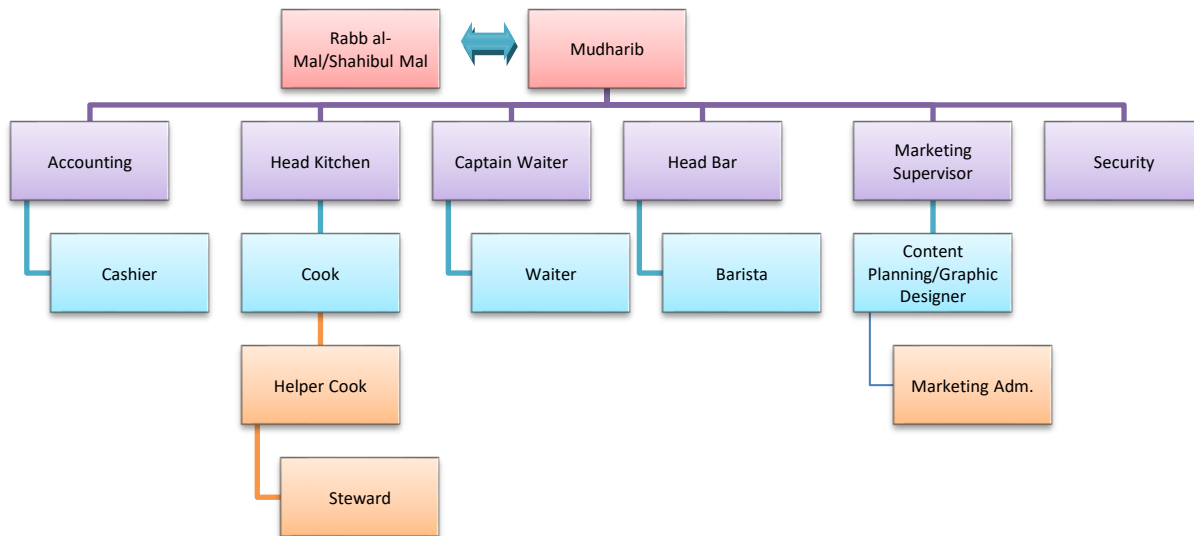 Rabb al-
Mal/Shahibul Mal
Mudharib
Accounting
Head Kitchen
Captain Waiter
Head Bar
Marketing
Supervisor
Security
Cashier
Cook
Waiter
Barista
Content
Planning/Graphic
Designer
Helper Cook
Marketing Adm.
Steward